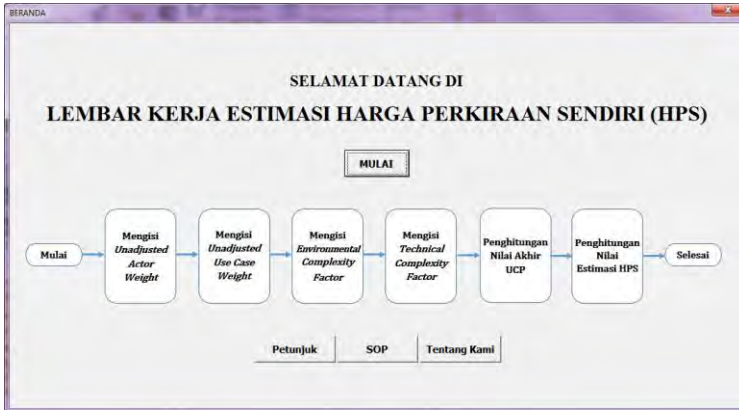 BERANDA
SELAMAT DATANG DI
LEMBAR KERJA ESTIMASI HARGA PERKIRAAN SENDIRI (HPS)
MULAI
Mulai
Mengisi
Unadjusted
Actor
Weight
Mengisi
Unadjusted
Use Case
Weight
Mengisi
Environmental
Complexity
Factor
Mengisi
Technical
Complexity
Factor
Penghitungan
Nilai Akhir
UCP
Penghitungan
Nilai
Estimasi HPS
Selesai
Petunjuk
SOP
Tentang Kami